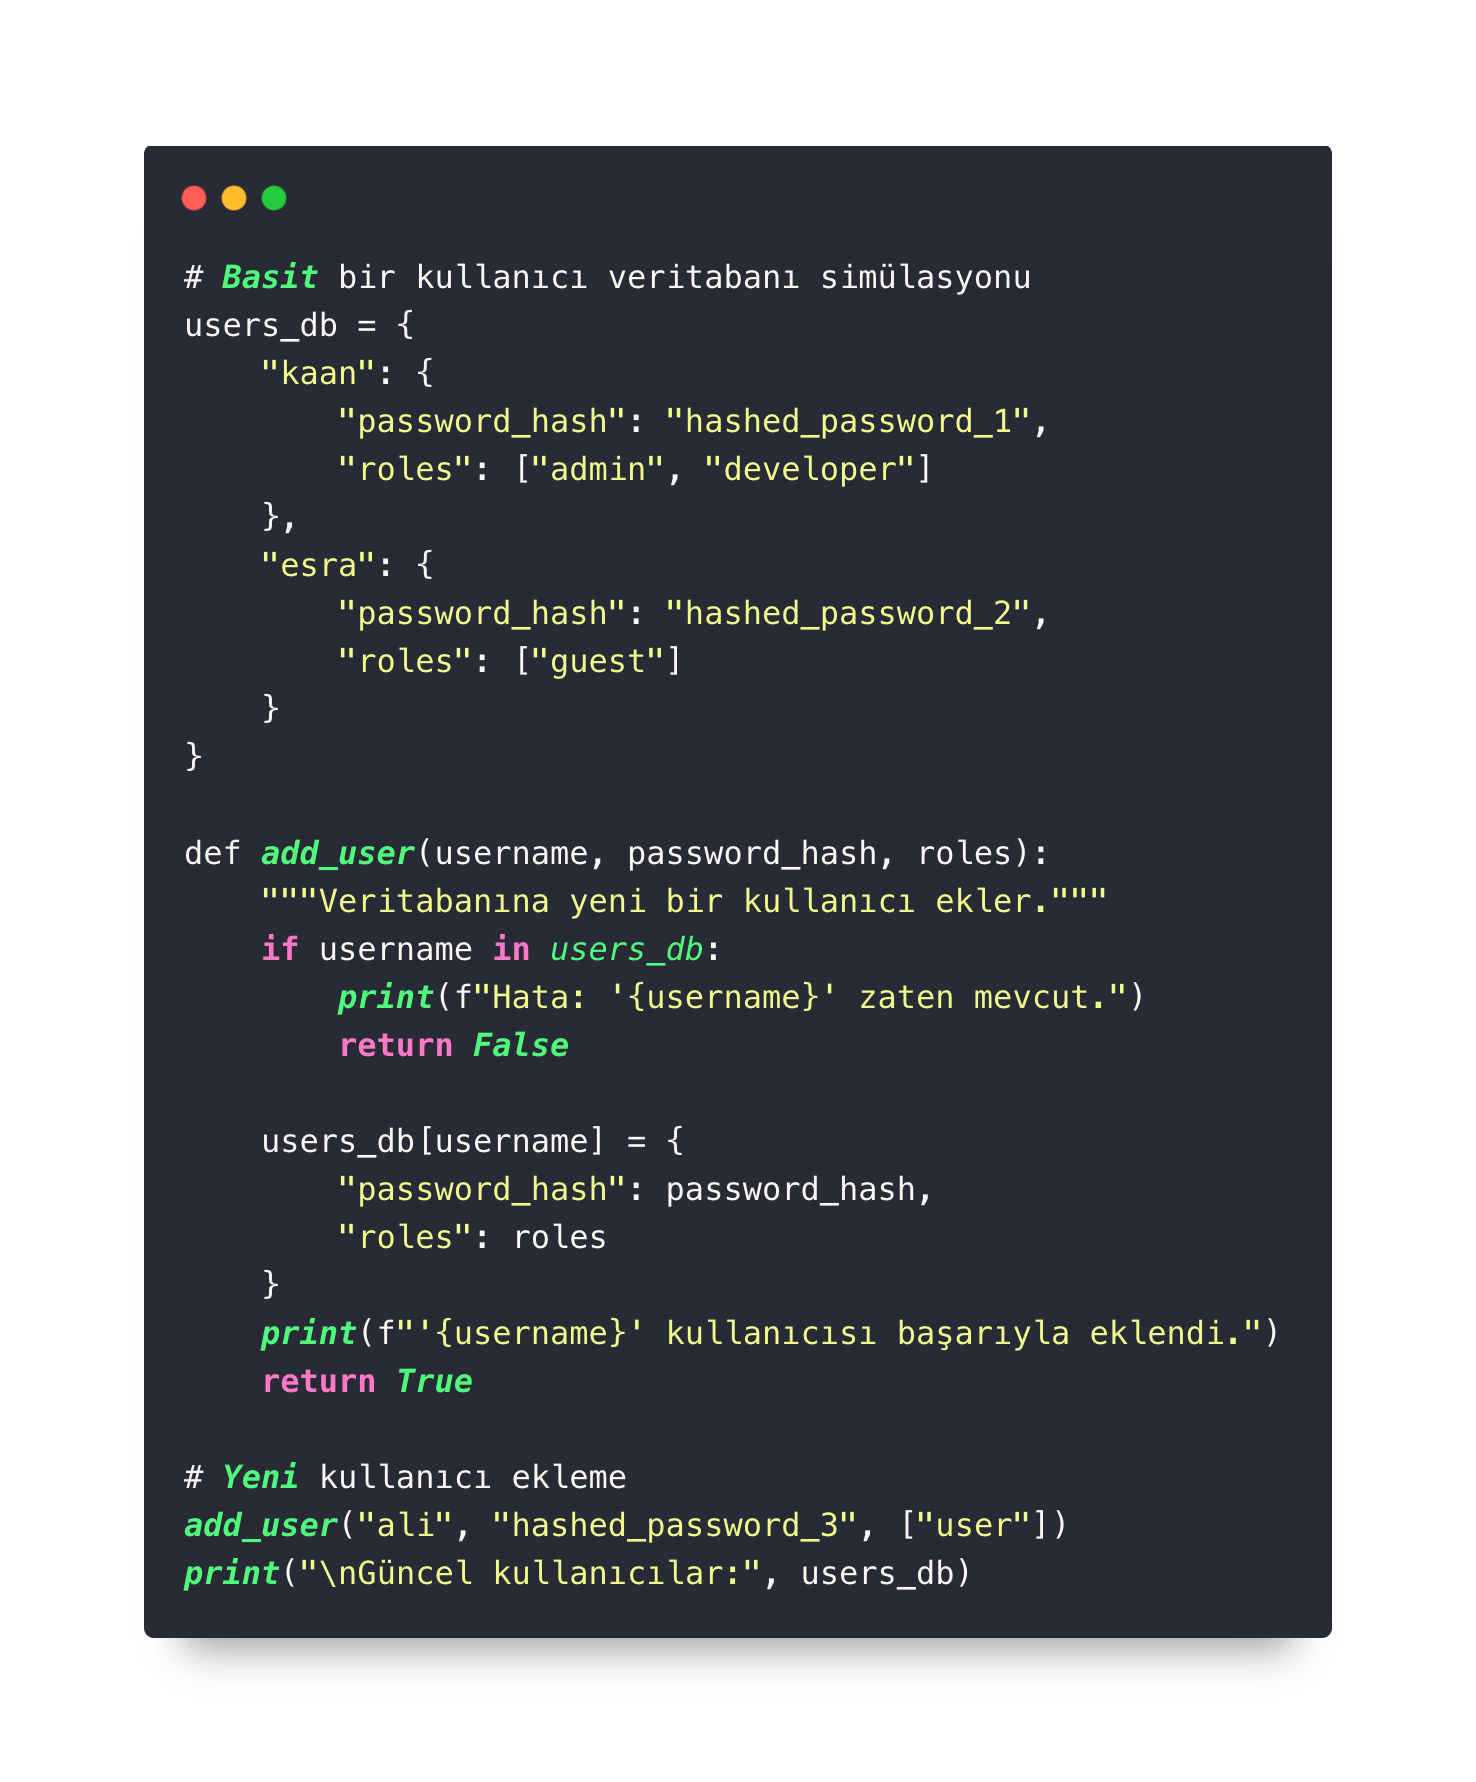 # Basit bir kullanıcı veritabanı simülasyonu
users_db = {
    "kaan": {
        "password_hash": "hashed_password_1",
        "roles": ["admin", "developer"]
    },
    "esra": {
        "password_hash": "hashed_password_2",
        "roles": ["guest"]
    }
}

def add_user(username, password_hash, roles):
    """Veritabanına yeni bir kullanıcı ekler."""
    if username in users_db:
        print(f"Hata: '{username}' zaten mevcut.")
        return False

    users_db[username] = {
        "password_hash": password_hash,
        "roles": roles
    }
    print(f"'{username}' kullanıcısı başarıyla eklendi.")
    return True

# Yeni kullanıcı ekleme
add_user("ali", "hashed_password_3", ["user"])
print("\nGüncel kullanıcılar:", users_db)